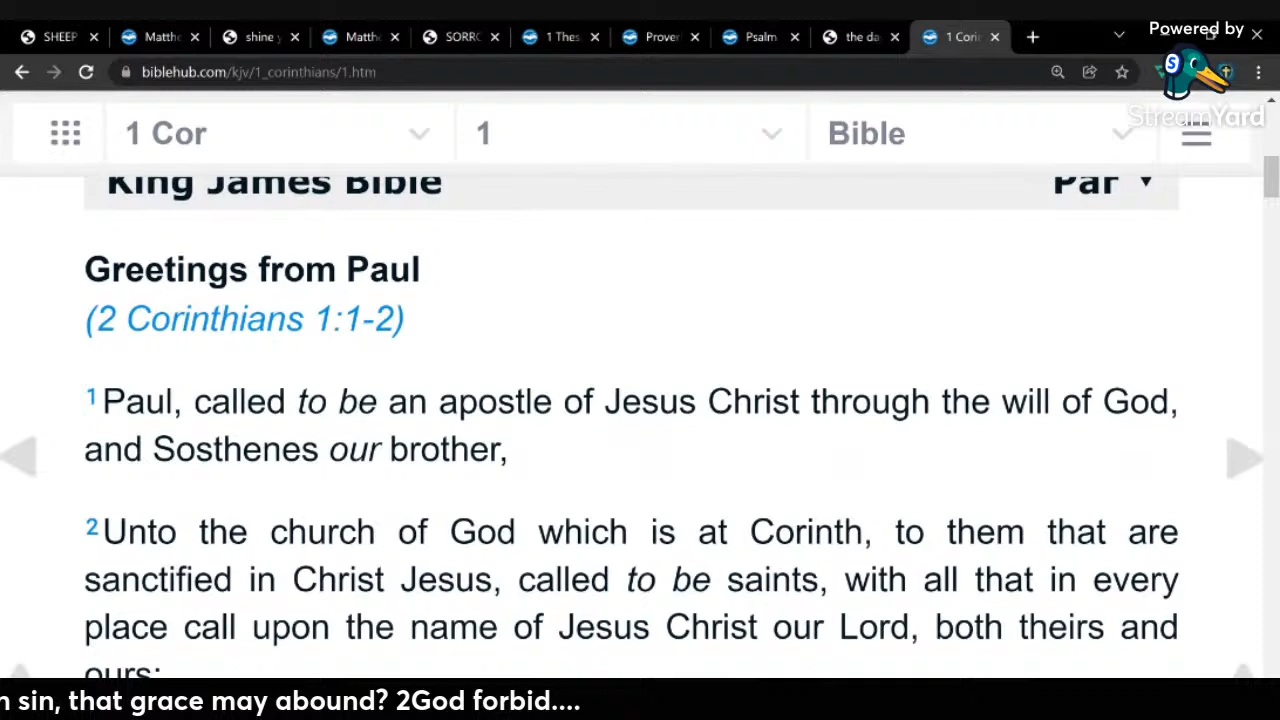 Powered by
SHEEP Matthe shine y Matthe SORRC 1 Thes Prover Psalm the da 1 Corin
biblehub.com/kjv/1_corinthians/1.htm
StreamYard
1 Cor 1 Bible
King James Bible Par
Greetings from Paul
(2 Corinthians 1:1-2)
1Paul, called to be an apostle of Jesus Christ through the will of God,
and Sosthenes our brother,
2Unto the church of God which is at Corinth, to them that are
sanctified in Christ Jesus, called to be saints, with all that in every
place call upon the name of Jesus Christ our Lord, both theirs and
ours:
n sin, that grace may abound? 2God forbid....